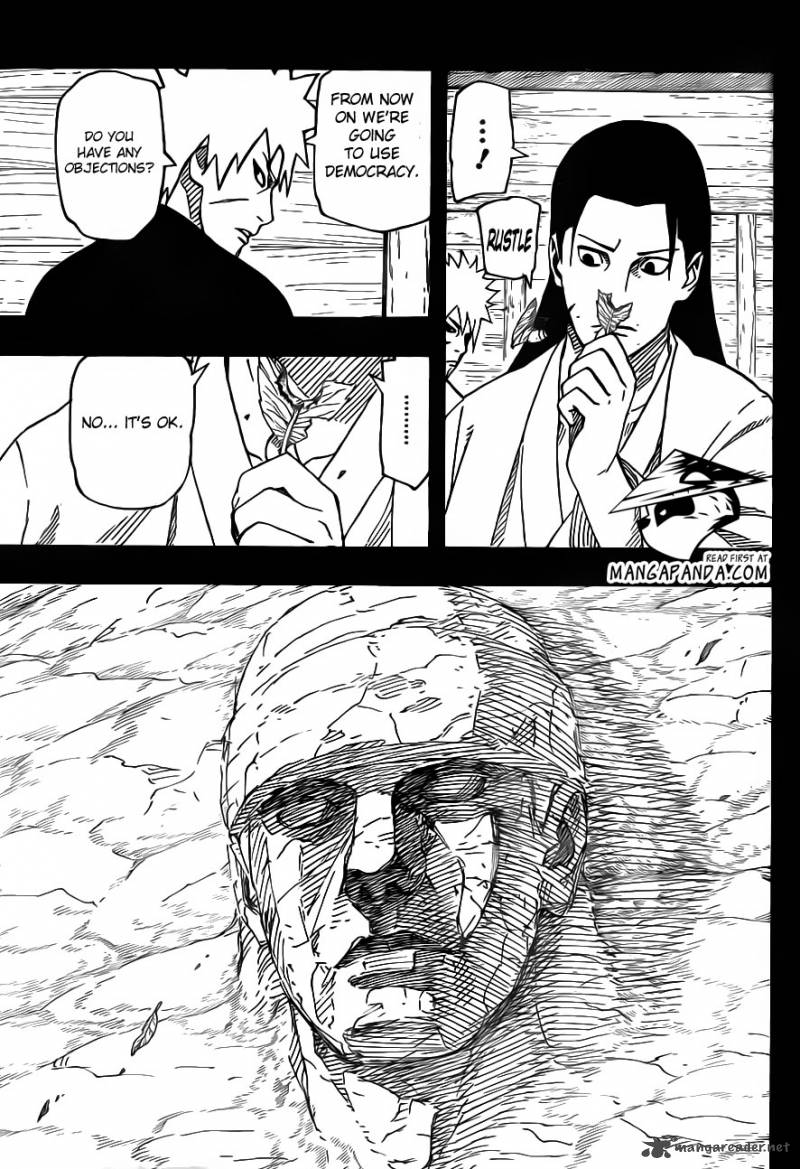 ...!
RUSTLE
FROM NOW
ON WE'RE
GOING
TO USE
DEMOCRACY.
DO YOU
HAVE ANY
OBJECTIONS?
........
NO... IT'S OK.
READ FIRST AT
MANGAPANDA.COM
mangareader.net